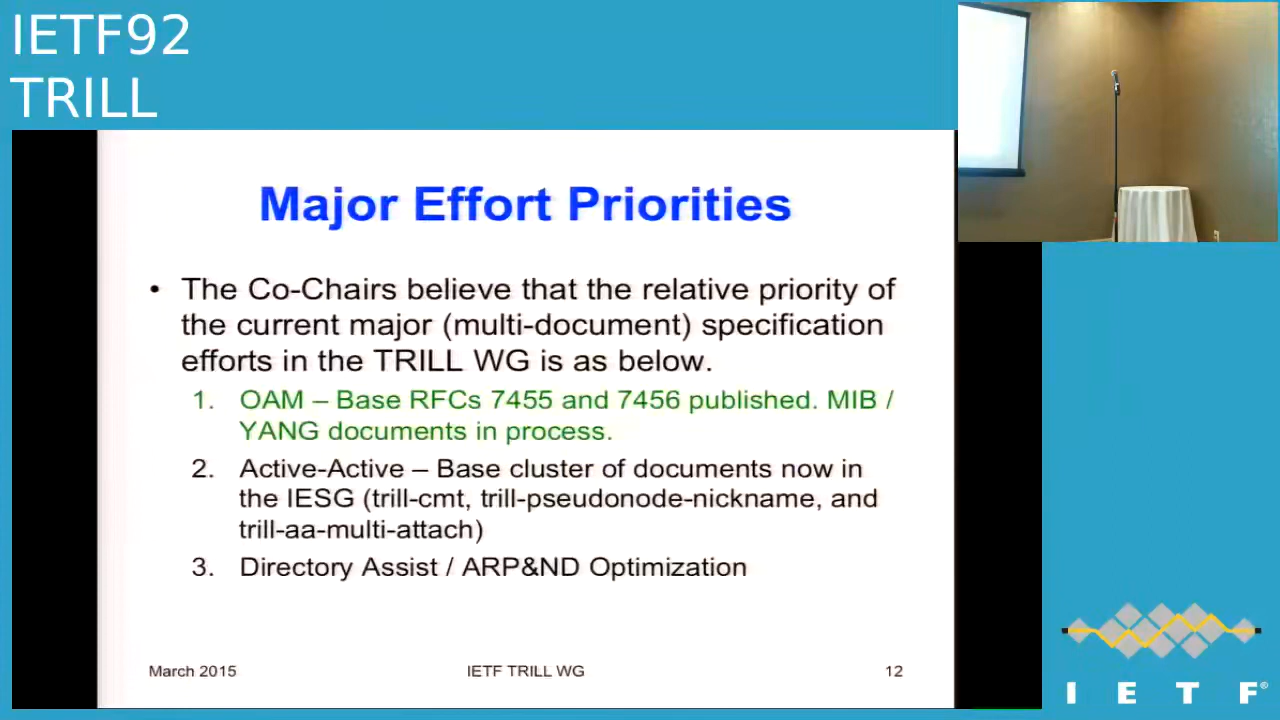 IETF92
TRILL
Major Effort Priorities
• The Co-Chairs believe that the relative priority of
the current major (multi-document) specification
efforts in the TRILL WG is as below.
1. OAM – Base RFCs 7455 and 7456 published. MIB /
YANG documents in process.
2. Active-Active – Base cluster of documents now in
the IESG (trill-cmt, trill-pseudonode-nickname, and
trill-aa-multi-attach)
3. Directory Assist / ARP&ND Optimization
March 2015 IETF TRILL WG 12
I E T F®